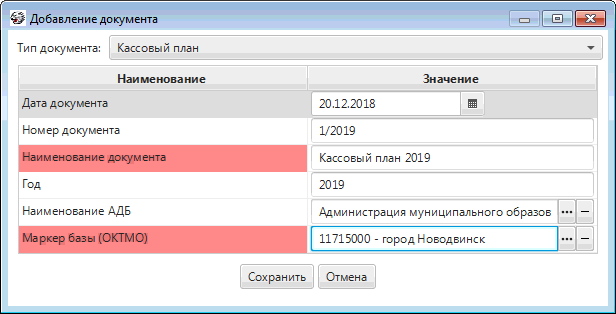 Добавление документа
Тип документа: Кассовый план
Наименование Значение
Дата документа 20.12.2018
Номер документа 1/2019
Наименование документа Кассовый план 2019
Год 2019
Наименование АДБ Администрация муниципального образов
Маркер базы (ОКТМО) 11715000 - город Новодвинск
Сохранить Отмена